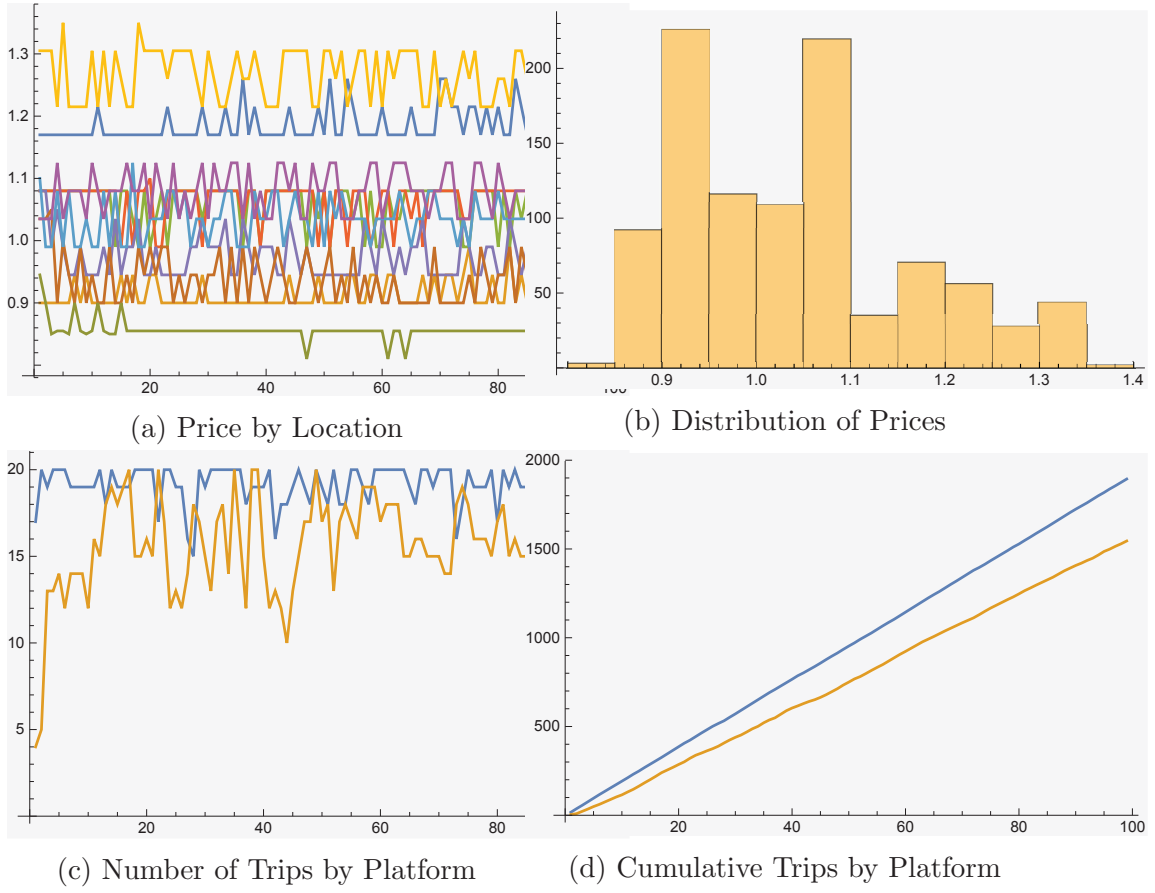 1.3
1.2
1.1
1.0
0.9
20 40 60 80
(a) Price by Location
200
150
100
50
0.9 1.0 1.1 1.2 1.3 1.4
(b) Distribution of Prices
20
15
10
5
20 40 60 80
(c) Number of Trips by Platform
2000
1500
1000
500
20 40 60 80 100
(d) Cumulative Trips by Platform